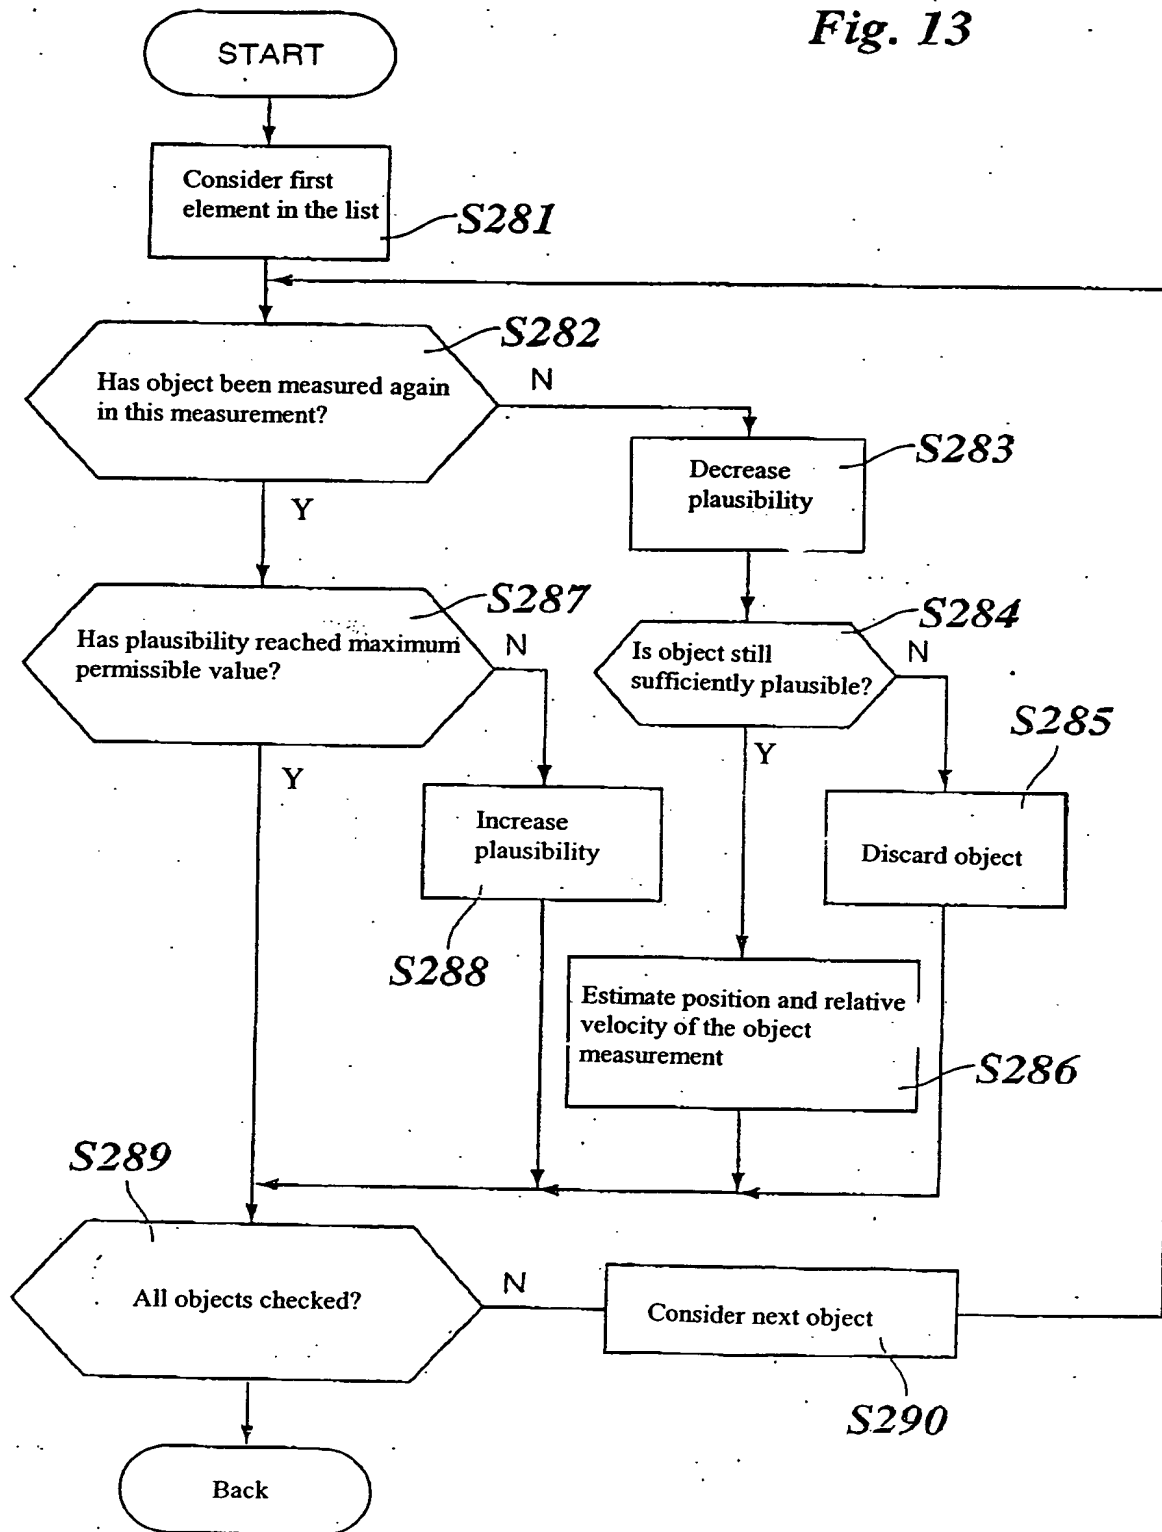 Fig. 13
START
Consider first
element in the list
S281
S282
Has object been measured again
in this measurement?
N
Y
S283
Decrease
plausibility
S287
Has plausibility reached maximum
permissible value?
N
Y
S284
Is object still
sufficiently plausible?
N
Y
S285
Discard object
Increase
plausibility
S288
Estimate position and relative
velocity of the object
measurement
S286
S289
All objects checked?
N
Consider next object
S290
Back